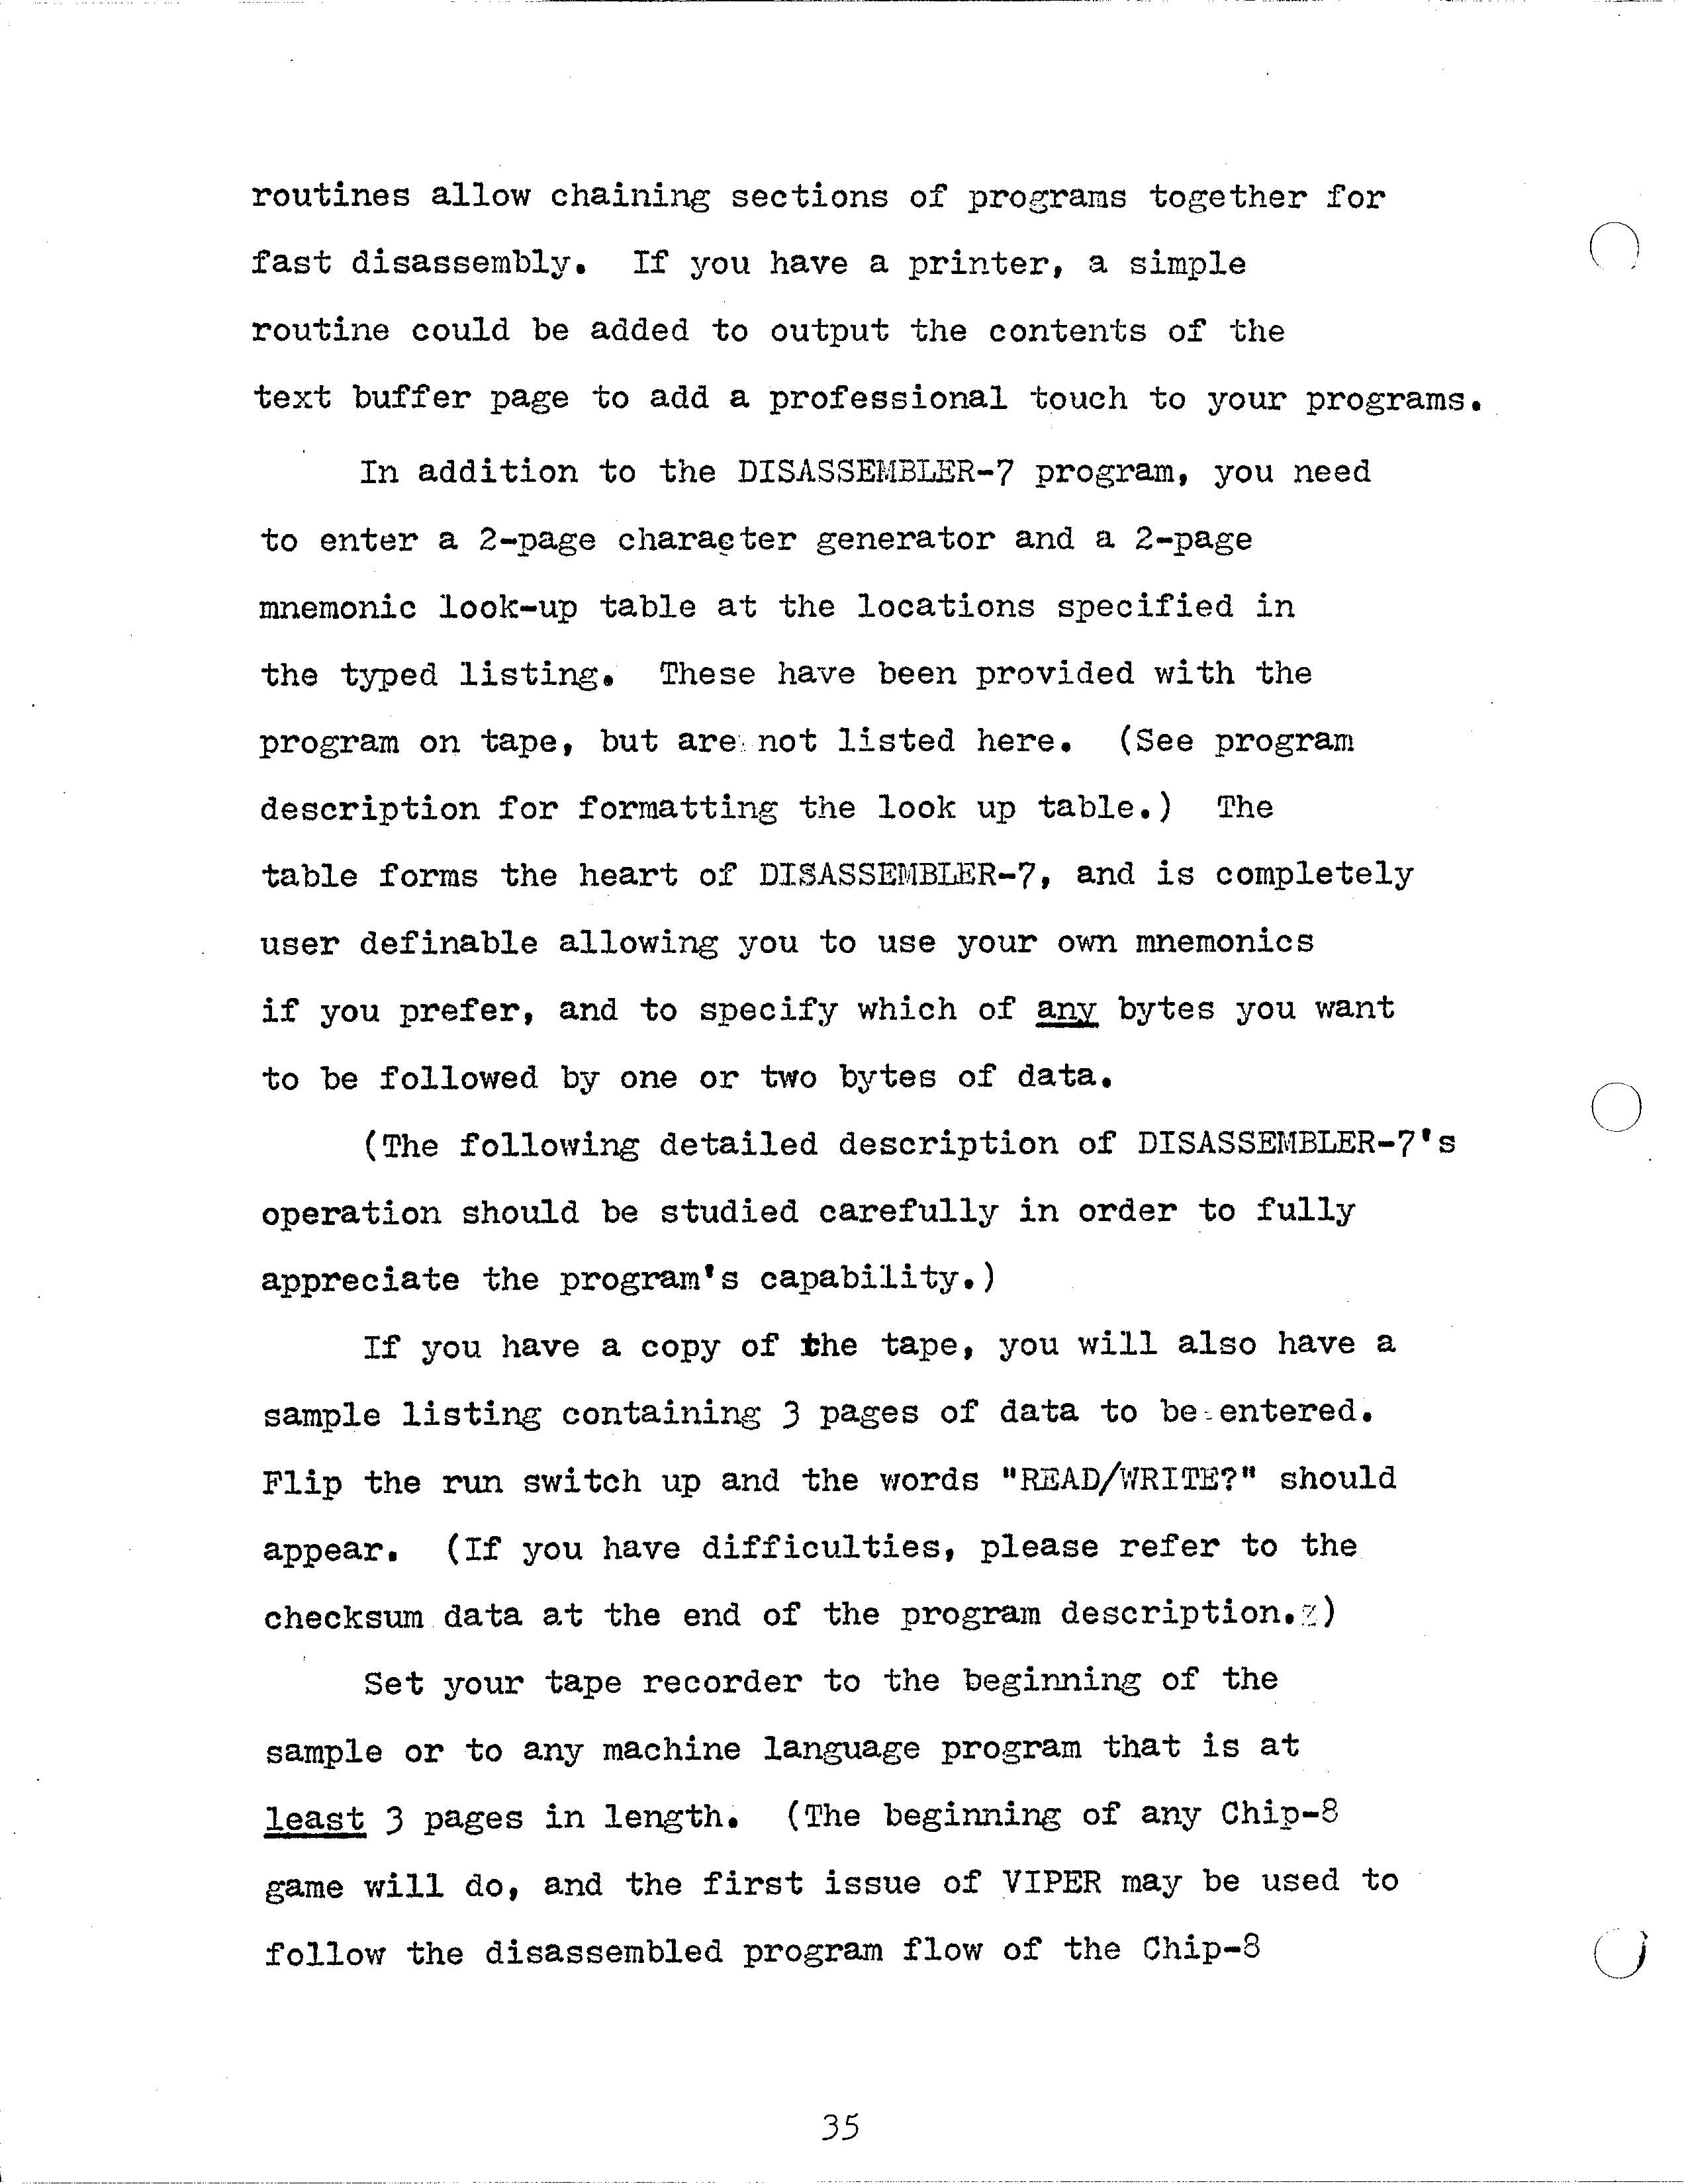 routines allow chaining sections of programs together for
fast disassembly. If you have a printer, a simple
routine could be added to output the contents of the
text buffer page to add a professional touch to your programs.
In addition to the DISASSEMBLER-7 program, you need
to enter a 2-page character generator and a 2-page
mnemonic look-up table at the locations specified in
the typed listing. These have been provided with the
program on tape, but are not listed here. (See program
description for formatting the look up table.) The
table forms the heart of DISASSEMBLER-7, and is completely
user definable allowing you to use your own mnemonics
if you prefer, and to specify which of any bytes you want
to be followed by one or two bytes of data.
(The following detailed description of DISASSEMBLER-7's
operation should be studied carefully in order to fully
appreciate the program's capability.)
If you have a copy of the tape, you will also have a
sample listing containing 3 pages of data to be entered.
Flip the run switch up and the words "READ/WRITE?" should
appear. (If you have difficulties, please refer to the
checksum data at the end of the program description.)
Set your tape recorder to the beginning of the
sample or to any machine language program that is at
least 3 pages in length. (The beginning of any Chip-8
game will do, and the first issue of VIPER may be used to
follow the disassembled program flow of the Chip-8
35